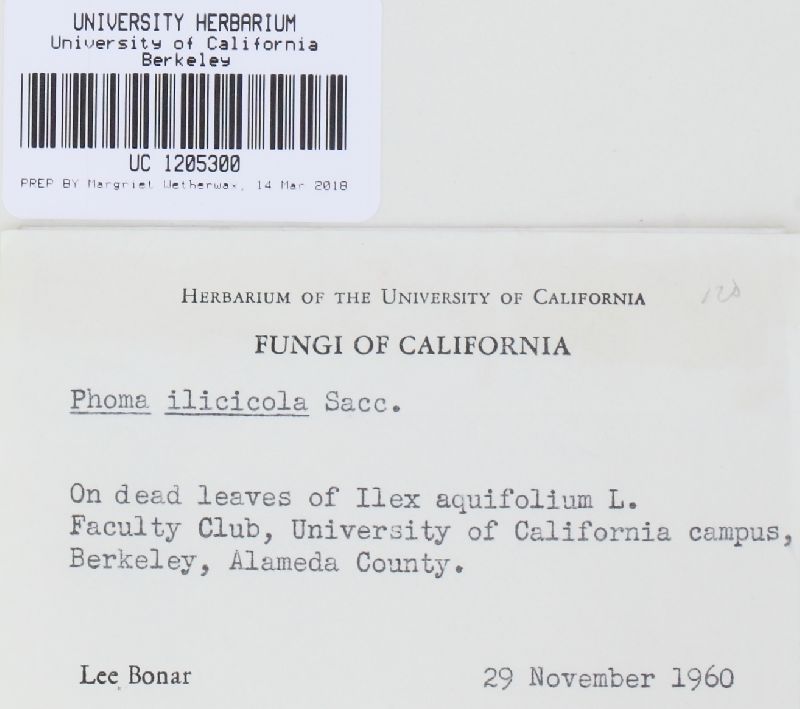 UNIVERSITY HERBARIUM
University of California
Berkeley
UC 1205300
PREP BY Margriet Wetherwax, 14 Mar 2018
HERBARIUM OF THE UNIVERSITY OF CALIFORNIA
FUNGI OF CALIFORNIA
Phoma ilicicola Sacc.
On dead leaves of Ilex aquifolium L.
Faculty Club, University of California campus,
Berkeley, Alameda County.
Lee Bonar
29 November 1960